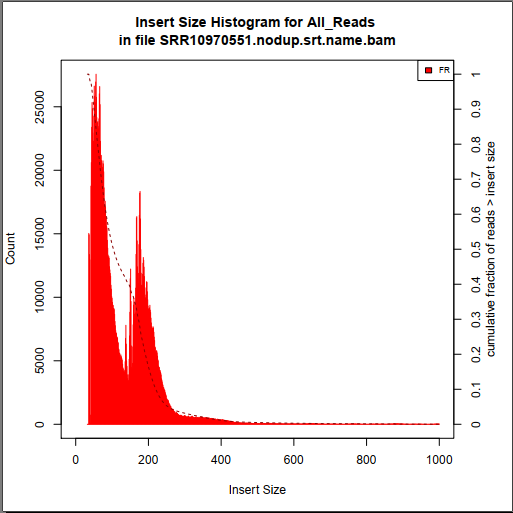 Insert Size Histogram for All_Reads
in file SRR10970551.nodup.srt.name.bam
FR
Count
0
5000
10000
15000
20000
25000
0
0.1
0.2
0.3
0.4
0.5
0.6
0.7
0.8
0.9
1
cumulative fraction of reads > insert size
0 200 400 600 800 1000
Insert Size